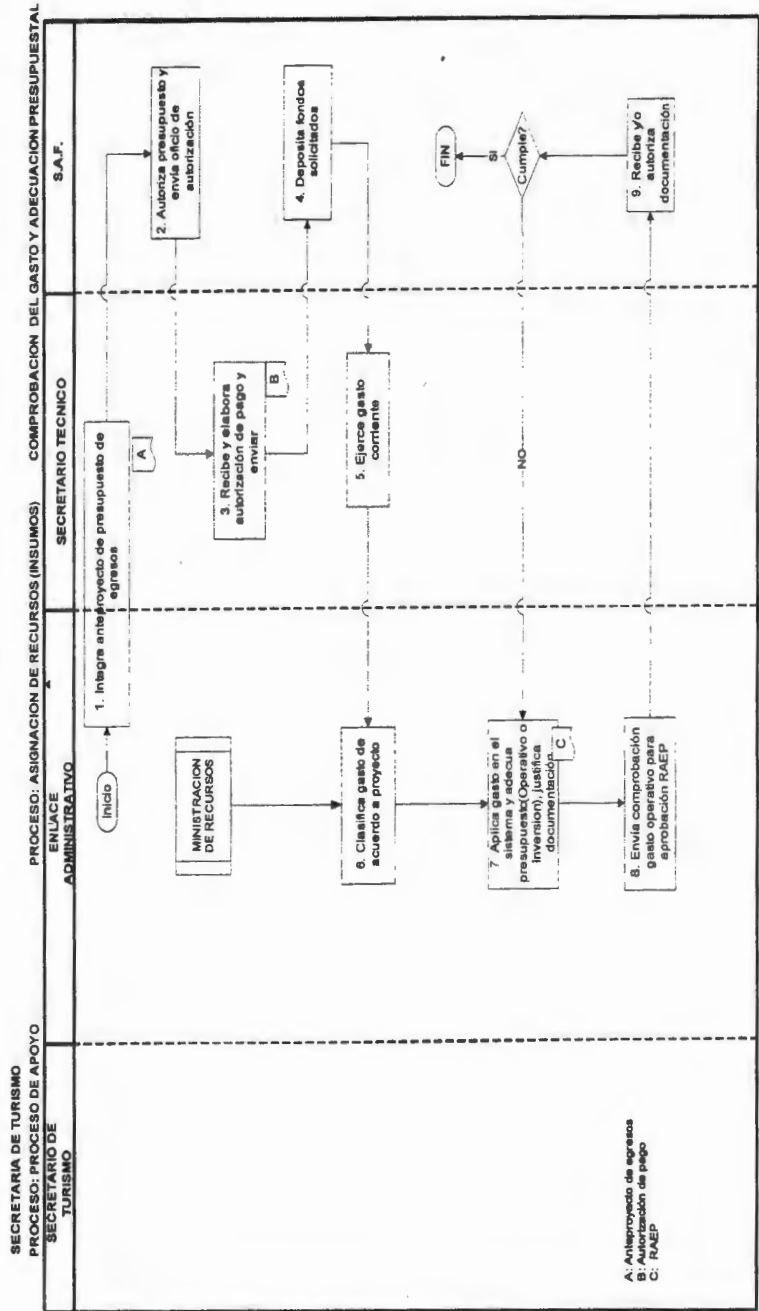 SECRETARIA DE TURISMO
PROCESO: PROCESO DE APOYO
PROCESO: ASIGNACION DE RECURSOS (INSUMOS)
COMPROBACION DEL GASTO Y ADECUACION PRESUPUESTAL
SECRETARIO DE
TURISMO
ENLACE
ADMINISTRATIVO
SECRETARIO TECNICO
S.A.F.
Inicio
1. Integra anteproyecto de presupuesto de
egresos
A
2. Autoriza presupuesto y
envía oficio de
autorización
MINISTRACION
DE RECURSOS
3. Recibe y elabora
autorización de pago y
enviar
B
4. Deposita fondos
solicitados
5. Ejerce gasto
corriente
6. Clasifica gasto de
acuerdo a proyecto
7 Aplica gasto en el
sistema y adecua
presupuesto(Operativo o
inversion), justifica
documentación
C
NO
Cumple?
SI
FIN
8. Envía comprobación
gasto operativo para
aprobación RAEP
9. Recibe y/o
autoriza
documentación
A: Anteproyecto de egresos
B: Autorización de pago
C: RAEP